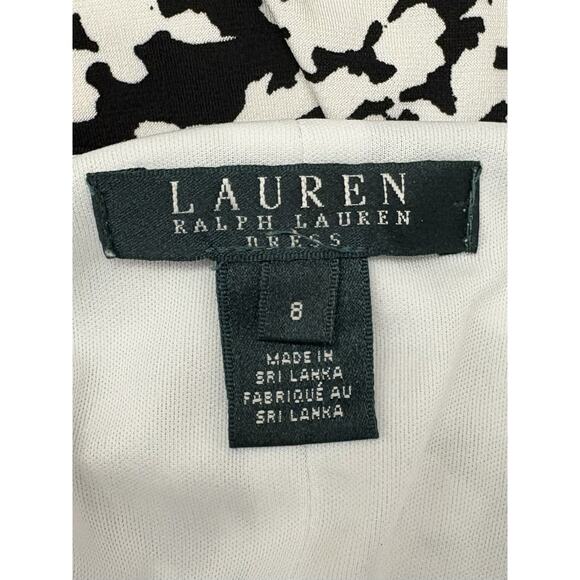 LAUREN
RALPH LAUREN
DRESS
8
MADE IN
SRI LANKA
FABRIQUÉ AU
SRI LANKA